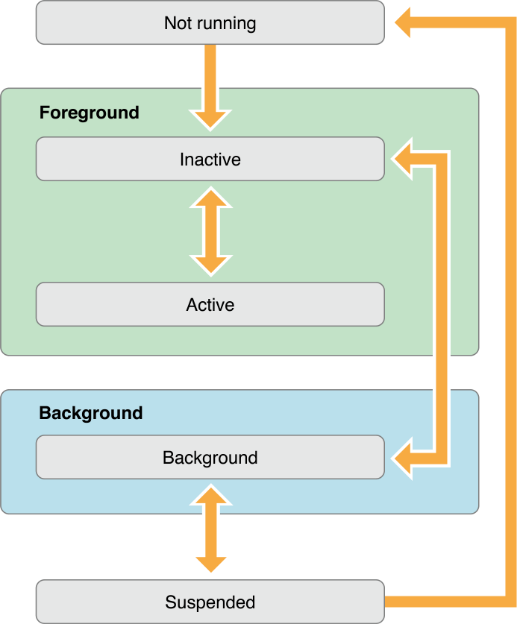 Not running
Foreground
Inactive
Active
Background
Background
Suspended